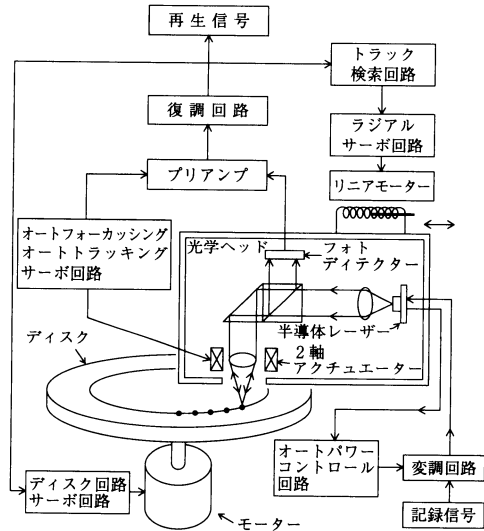 再生信号
トラック
検索回路
復調回路
ラジアル
サーボ回路
プリアンプ
リニアモーター
オートフォーカッシング
オートトラッキング
サーボ回路
光学ヘッド
フォト
ディテクター
半導体レーザー
2軸
アクチュエーター
ディスク
オートパワー
コントロール
回路
変調回路
ディスク回路
サーボ回路
記録信号
モーター